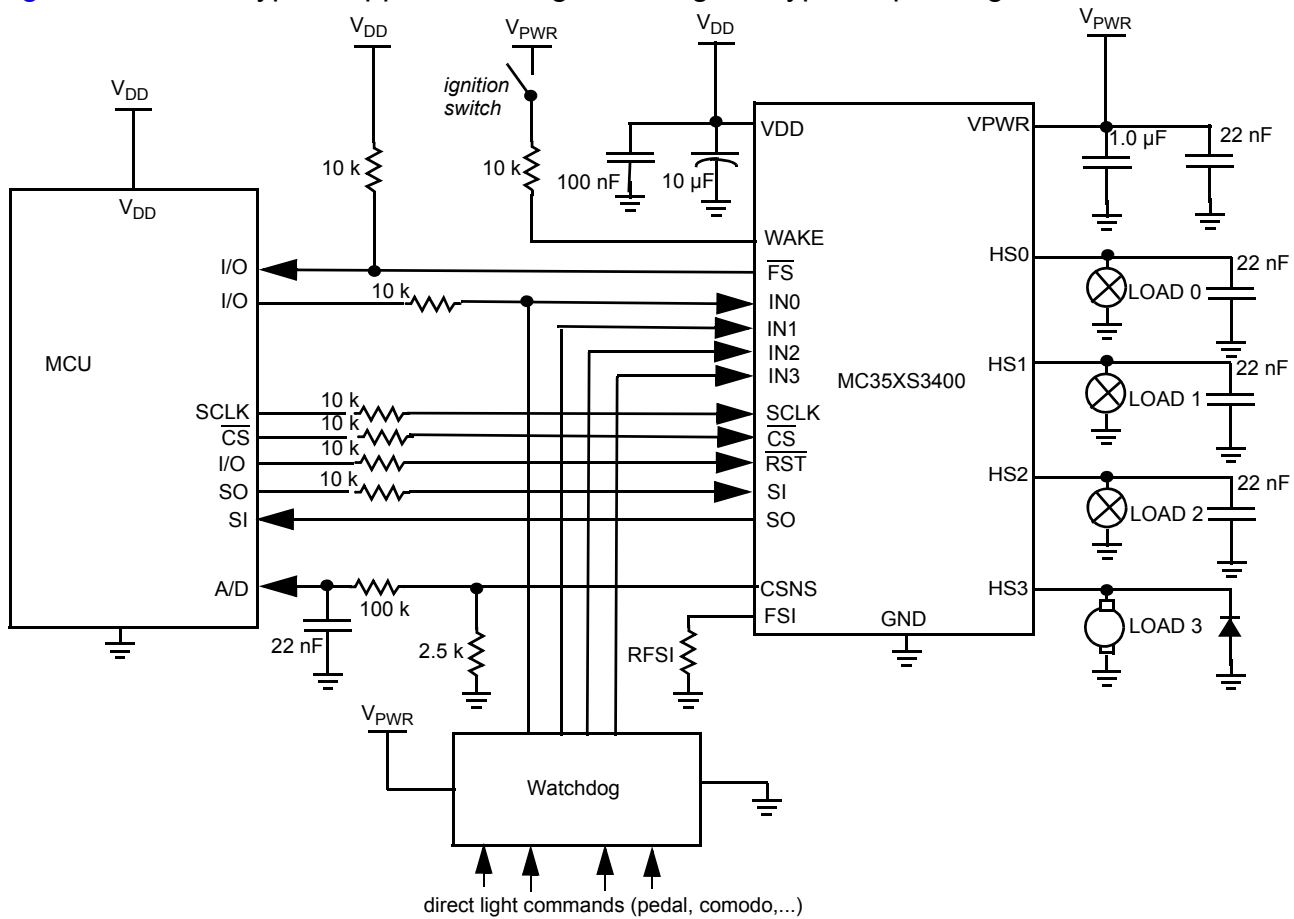 V_DD
V_PWR
V_DD
V_PWR
V_DD
ignition
switch
VDD
VPWR
1.0 µF
22 nF
10 k
10 k
100 nF
10 µF
V_DD
WAKE
HS0
I/O
FS
22 nF
I/O
10 k
IN0
LOAD 0
IN1
IN2
MCU
HS1
22 nF
IN3
MC35XS3400
10 k
LOAD 1
SCLK
SCLK
10 k
CS
CS
10 k
I/O
RST
HS2
10 k
22 nF
SO
SI
LOAD 2
SI
SO
A/D
CSNS
HS3
100 k
FSI
GND
LOAD 3
22 nF
2.5 k
RFSI
V_PWR
Watchdog
direct light commands (pedal, comodo,...)